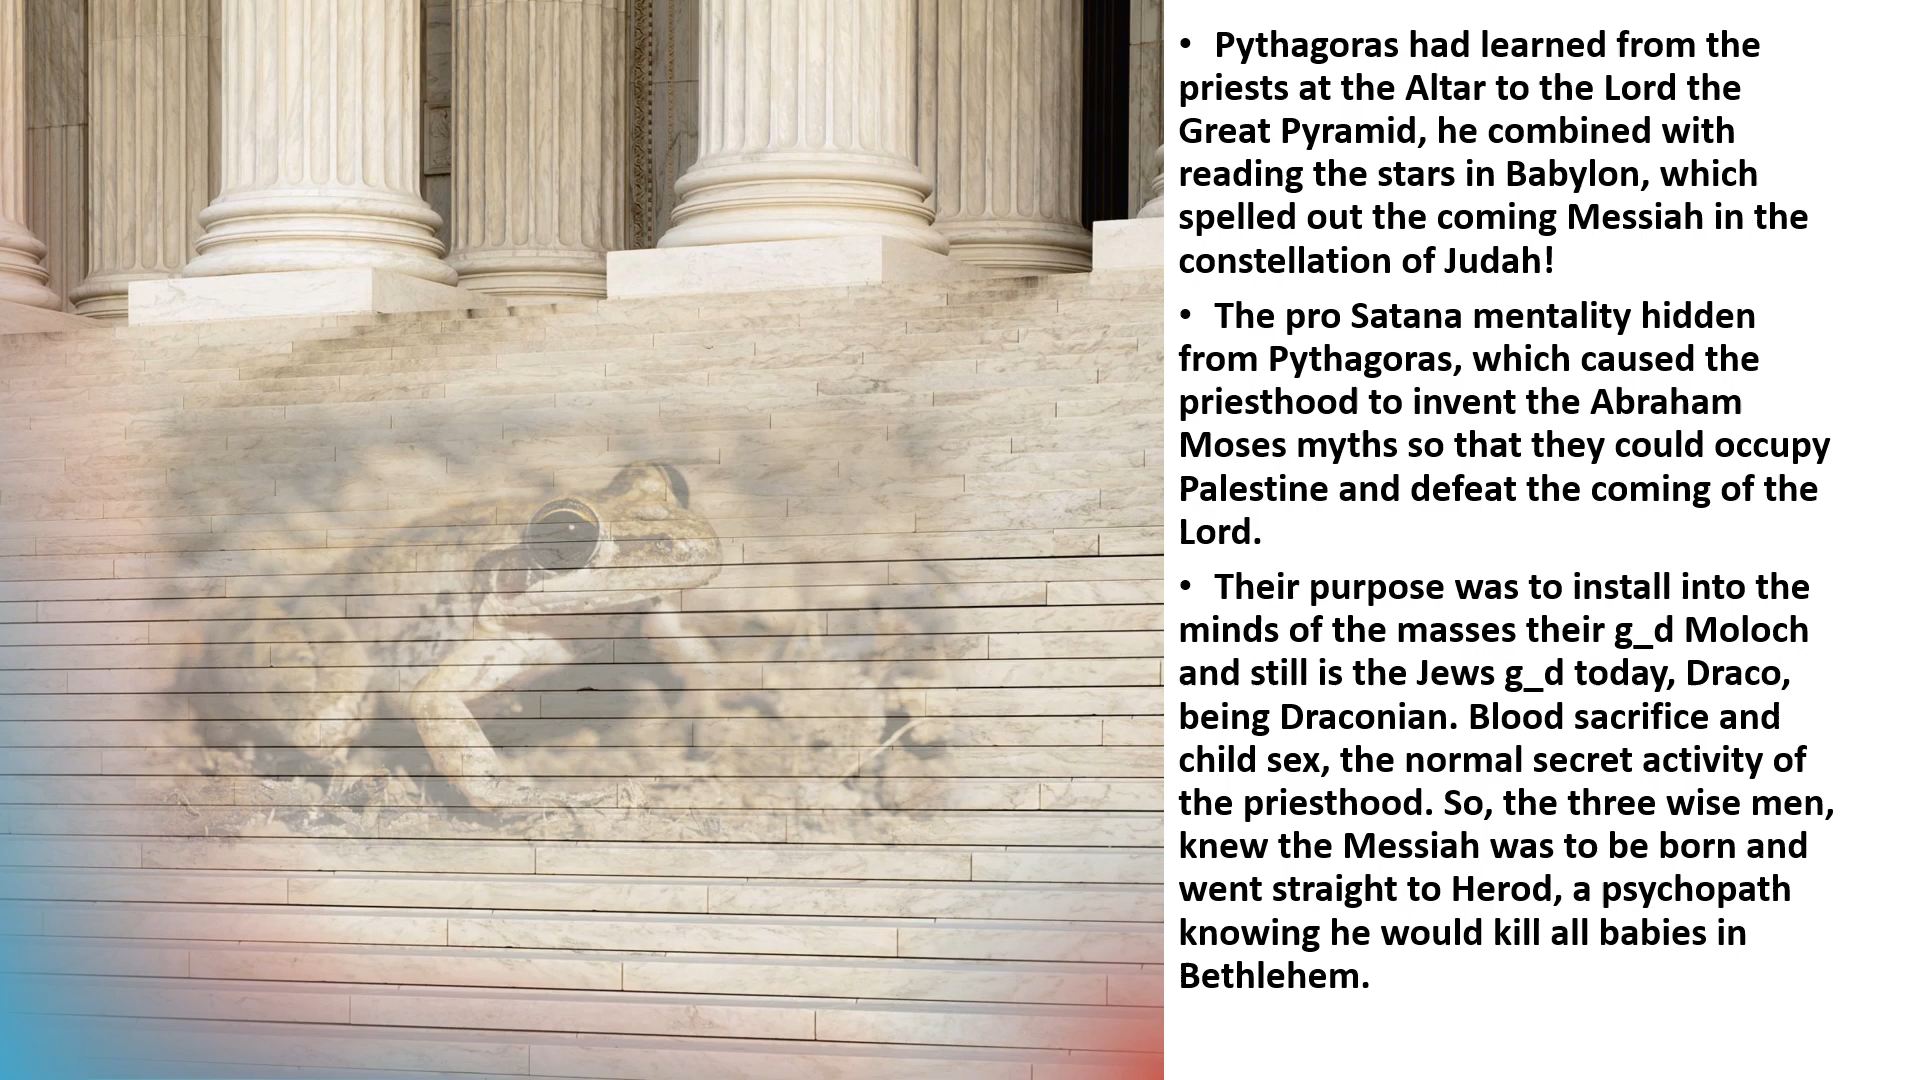 • Pythagoras had learned from the
priests at the Altar to the Lord the
Great Pyramid, he combined with
reading the stars in Babylon, which
spelled out the coming Messiah in the
constellation of Judah!
• The pro Satana mentality hidden
from Pythagoras, which caused the
priesthood to invent the Abraham
Moses myths so that they could occupy
Palestine and defeat the coming of the
Lord.
• Their purpose was to install into the
minds of the masses their g_d Moloch
and still is the Jews g_d today, Draco,
being Draconian. Blood sacrifice and
child sex, the normal secret activity of
the priesthood. So, the three wise men,
knew the Messiah was to be born and
went straight to Herod, a psychopath
knowing he would kill all babies in
Bethlehem.